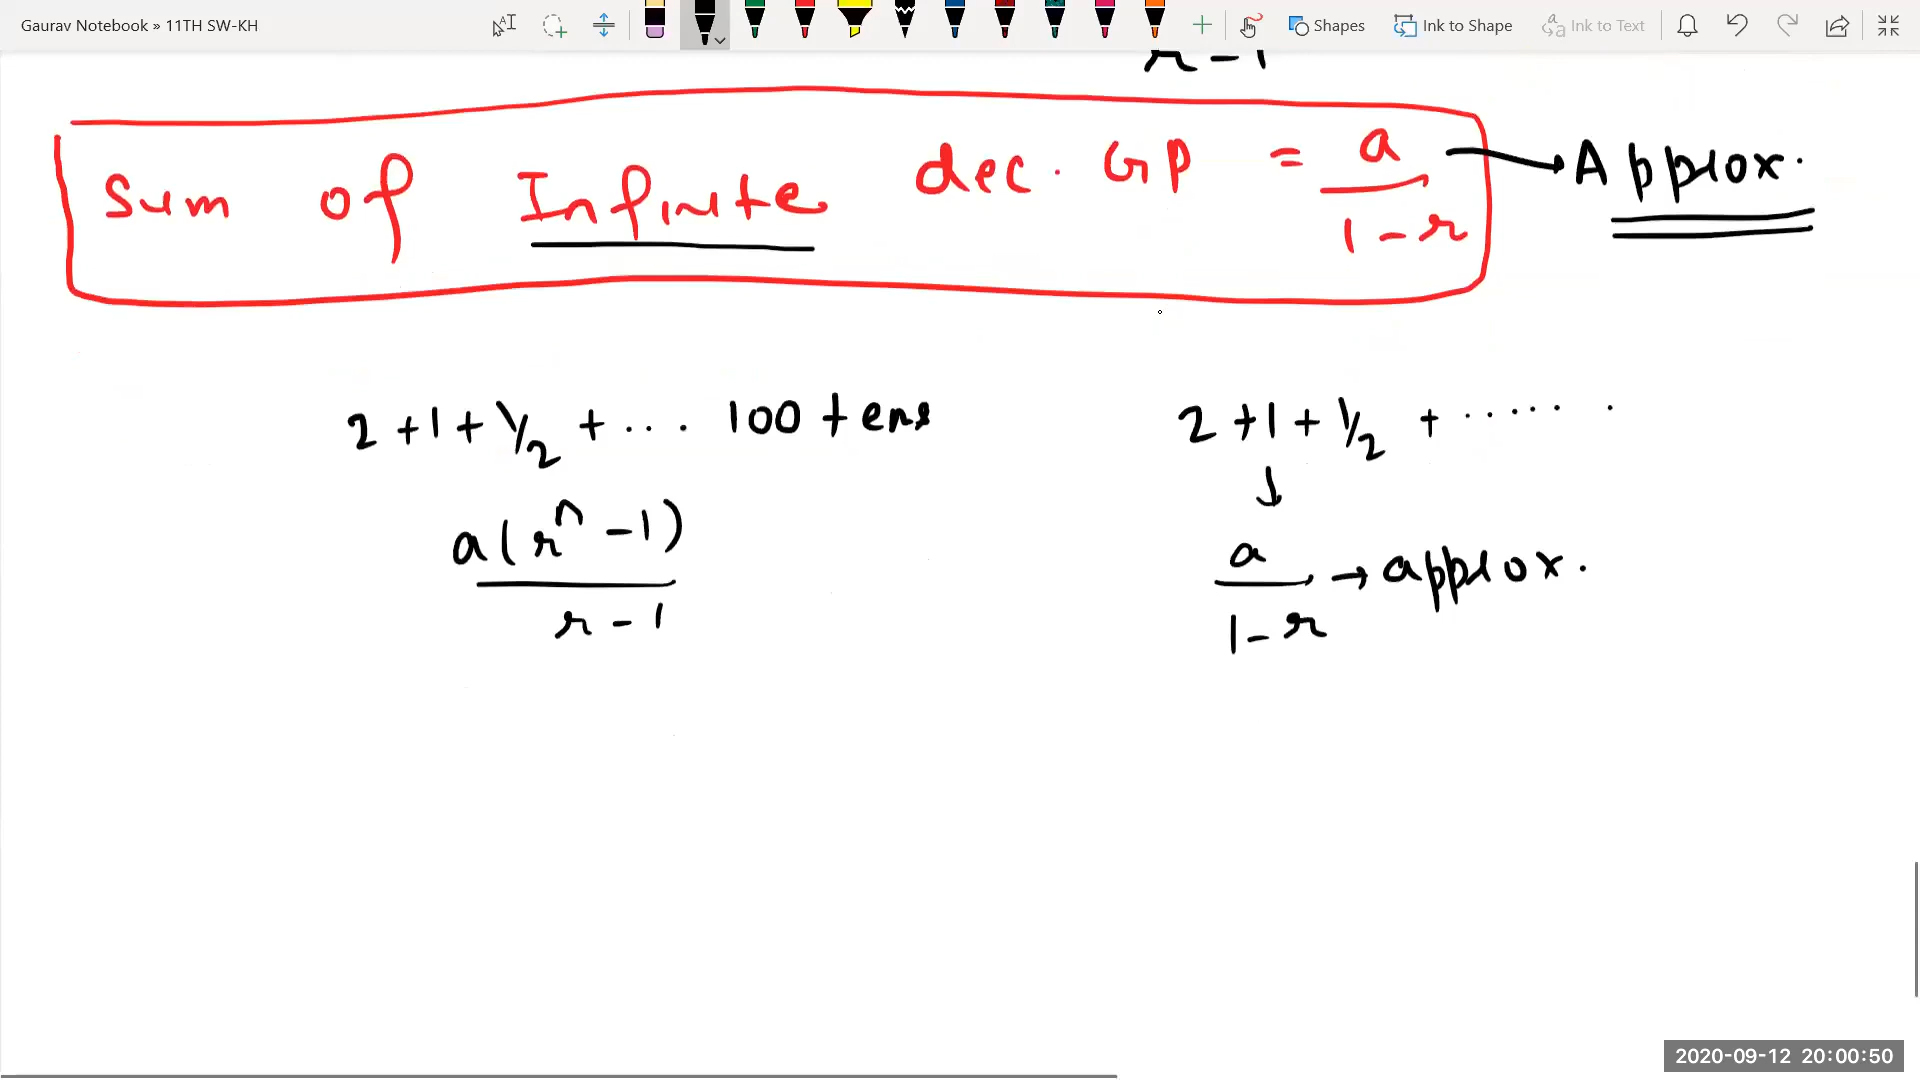 Gaurav Notebook » 11TH SW-KH
Shapes
Ink to Shape
Ink to Text
r - 1
Sum of Infinite dec. GP = a / 1 - r → Approx.
2 + 1 + 1/2 + ... 100 terms
a(r^n - 1) / r - 1
2 + 1 + 1/2 + .......
↓
a / 1 - r → approx.
2020-09-12 20:00:50